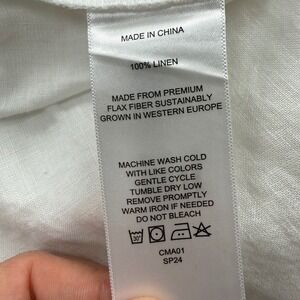 MADE IN CHINA
100% LINEN
MADE FROM PREMIUM
FLAX FIBER SUSTAINABLY
GROWN IN WESTERN EUROPE
MACHINE WASH COLD
WITH LIKE COLORS
GENTLE CYCLE
TUMBLE DRY LOW
REMOVE PROMPTLY
WARM IRON IF NEEDED
DO NOT BLEACH
CMA01
SP24